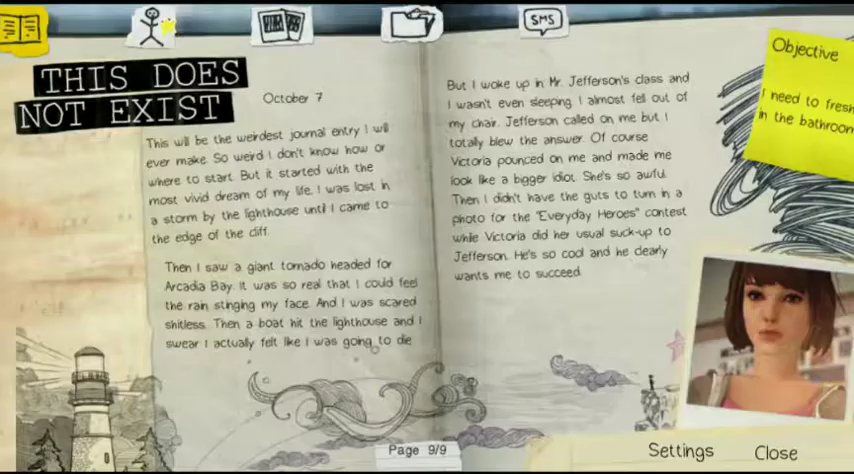 SMS
THIS DOES
NOT EXIST
October 7
This will be the weirdest journal entry I will
ever make. So weird I don't know how or
where to start. But it started with the
most vivid dream of my life. I was lost in
a storm by the lighthouse until I came to
the edge of the cliff.
Then I saw a giant tornado headed for
Arcadia Bay. It was so real that I could feel
the rain stinging my face. And I was scared
shitless. Then a boat hit the lighthouse and I
swear I actually felt like I was going to die
But I woke up in Mr. Jefferson's class and
I wasn't even sleeping. I almost fell out of
my chair. Jefferson called on me but I
totally blew the answer. Of course
Victoria pounced on me and made me
look like a bigger idiot. She's so awful.
Then I didn't have the guts to turn in a
photo for the "Everyday Heroes" contest
while Victoria did her usual suck-up to
Jefferson. He's so cool and he clearly
wants me to succeed.
Objective
I need to fresh
in the bathroom
Page 9/9
Settings
Close